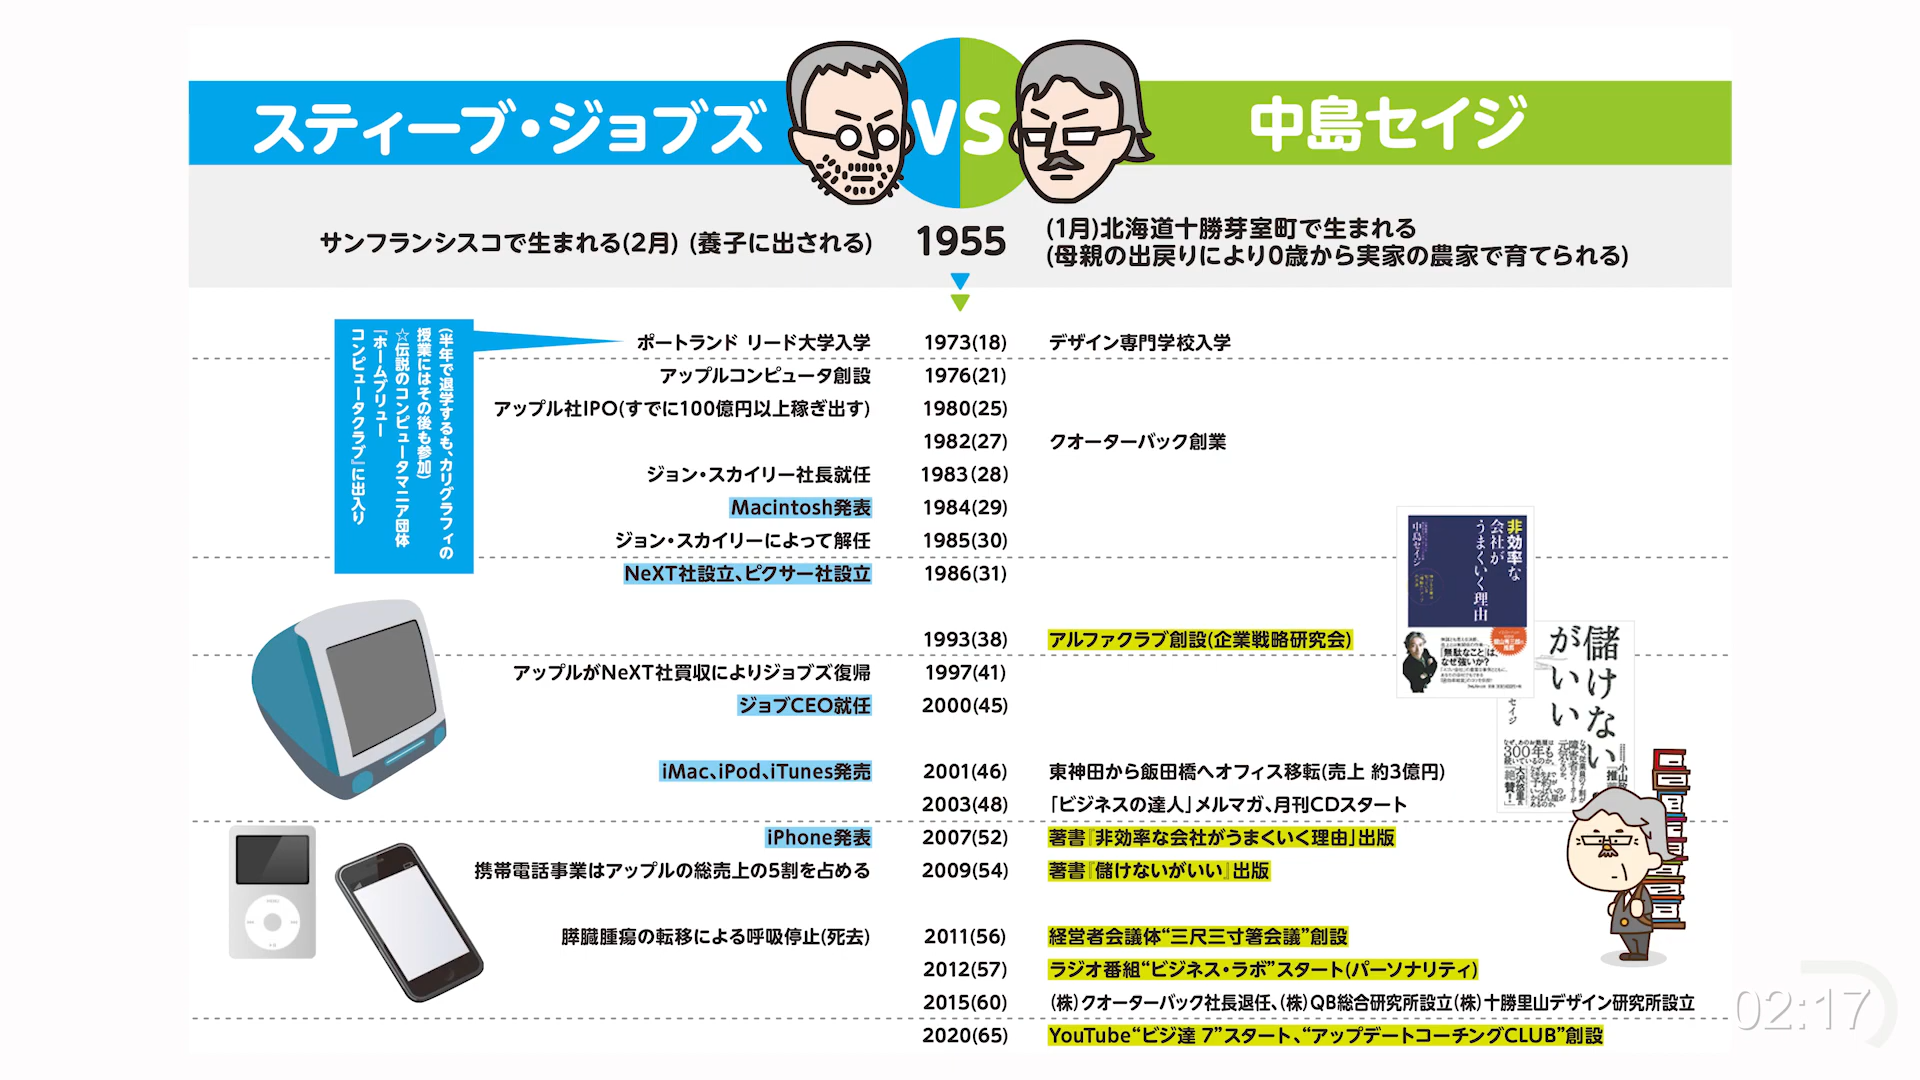 スティーブ・ジョブズ
VS
中島セイジ
サンフランシスコで生まれる(2月) (養子に出される)
1955
(1月)北海道十勝芽室町で生まれる
(母親の出戻りにより0歳から実家の農家で育てられる)
(半年で退学するも、カリグラフィの
授業にはその後も参加)
☆伝説のコンピュータマニア団体
『ホームブリュー
コンピュータクラブ』に出入り
ポートランド リード大学入学 1973(18) デザイン専門学校入学
アップルコンピュータ創設 1976(21)
アップル社IPO(すでに100億円以上稼ぎ出す) 1980(25)
1982(27) クオーターバック創業
ジョン・スカイリー社長就任 1983(28)
Macintosh発表 1984(29)
ジョン・スカイリーによって解任 1985(30)
NeXT社設立、ピクサー社設立 1986(31)
1993(38) アルファクラブ創設(企業戦略研究会)
アップルがNeXT社買収によりジョブズ復帰 1997(41)
ジョブCEO就任 2000(45)
iMac、iPod、iTunes発売 2001(46) 東神田から飯田橋へオフィス移転(売上 約3億円)
2003(48) 「ビジネスの達人」メルマガ、月刊CDスタート
iPhone発表 2007(52) 著書『非効率な会社がうまくいく理由」出版
携帯電話事業はアップルの総売上の5割を占める 2009(54) 著書『儲けないがいい』出版
膵臓腫瘍の転移による呼吸停止(死去) 2011(56) 経営者会議体“三尺三寸箸会議”創設
2012(57) ラジオ番組“ビジネス・ラボ”スタート(パーソナリティ)
2015(60) (株)クオーターバック社長退任、(株)QB総合研究所設立(株)十勝里山デザイン研究所設立
2020(65) YouTube“ビジ達 7”スタート、“アップデートコーチングCLUB”創設
非効率な
会社が
うまくいく理由
中島セイジ
「無駄なこと」は、
なぜ強いか?
儲けない
がいい
セイジ
MENU
02:17